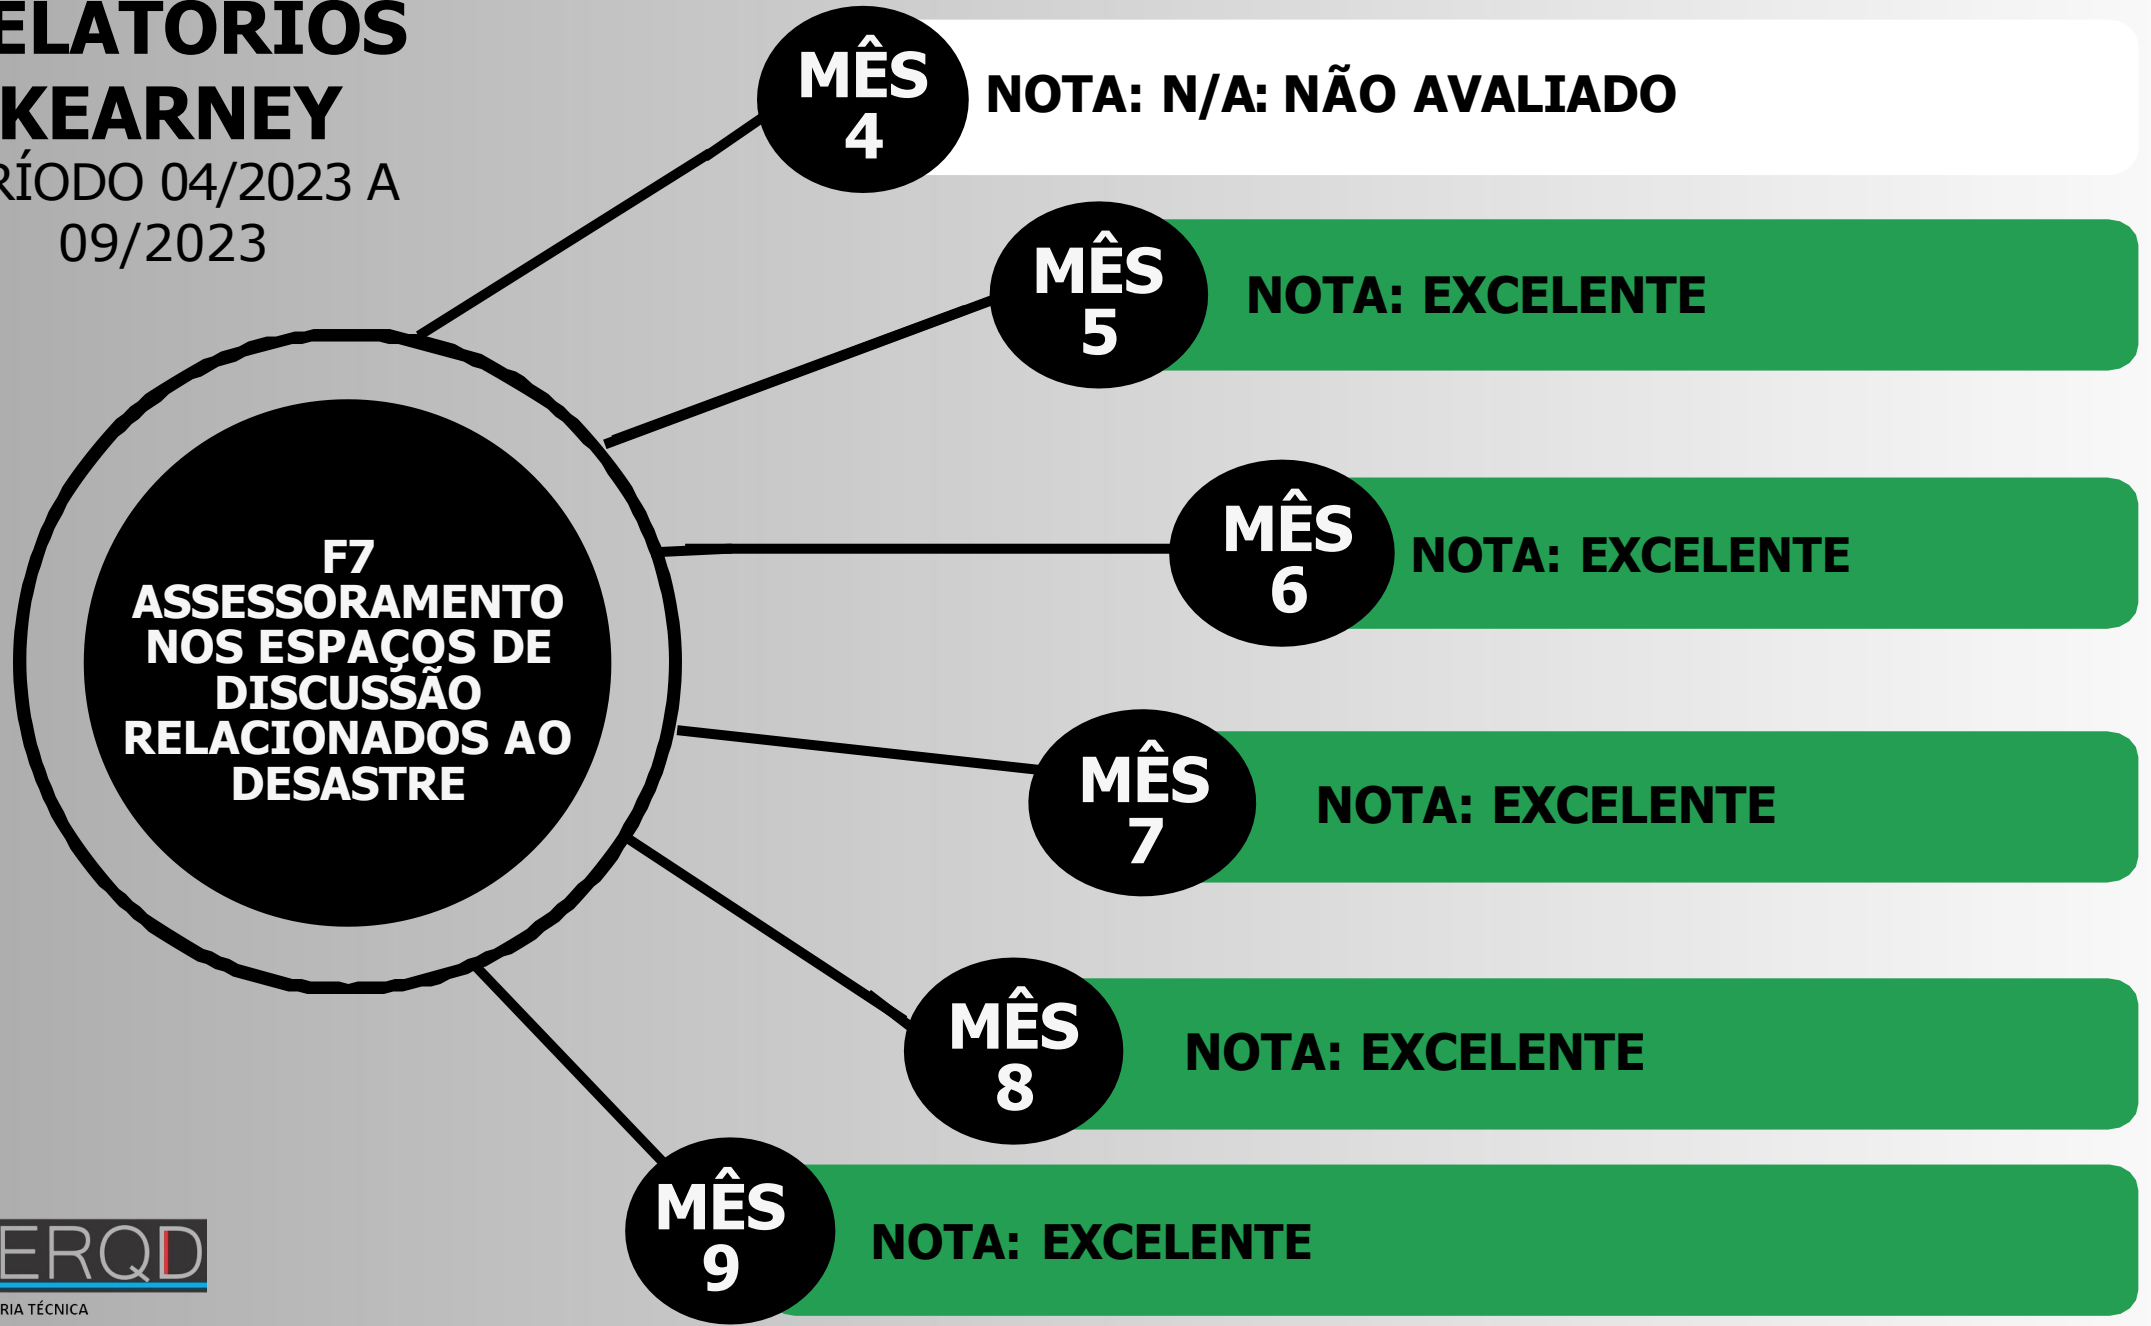 ELATÓRIOS
KEARNEY
RÍODO 04/2023 A
09/2023
MÊS
4
NOTA: N/A: NÃO AVALIADO
MÊS
5
NOTA: EXCELENTE
MÊS
6
NOTA: EXCELENTE
F7
ASSESSORAMENTO
NOS ESPAÇOS DE
DISCUSSÃO
RELACIONADOS AO
DESASTRE
MÊS
7
NOTA: EXCELENTE
MÊS
8
NOTA: EXCELENTE
MÊS
9
NOTA: EXCELENTE
ERQD
RIA TÉCNICA